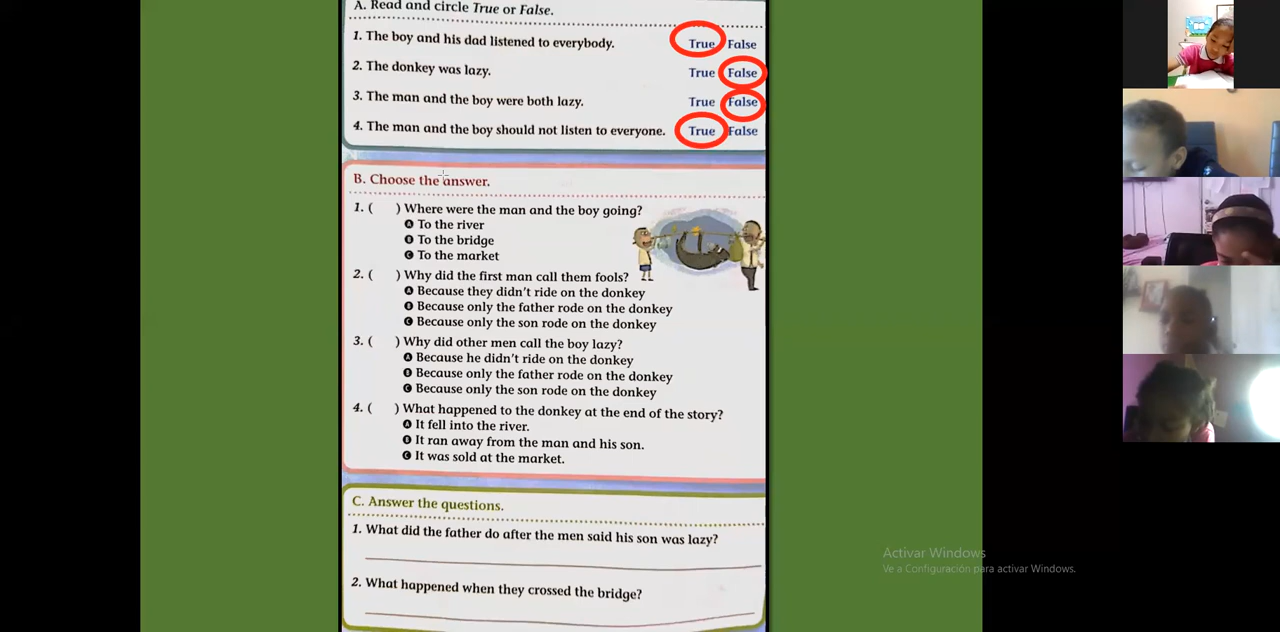 A. Read and circle True or False.
1. The boy and his dad listened to everybody. True False
2. The donkey was lazy. True False
3. The man and the boy were both lazy. True False
4. The man and the boy should not listen to everyone. True False
B. Choose the answer.
1. ( ) Where were the man and the boy going?
A To the river
B To the bridge
C To the market
2. ( ) Why did the first man call them fools?
A Because they didn't ride on the donkey
B Because only the father rode on the donkey
C Because only the son rode on the donkey
3. ( ) Why did other men call the boy lazy?
A Because he didn't ride on the donkey
B Because only the father rode on the donkey
C Because only the son rode on the donkey
4. ( ) What happened to the donkey at the end of the story?
A It fell into the river.
B It ran away from the man and his son.
C It was sold at the market.
C. Answer the questions.
1. What did the father do after the men said his son was lazy?
2. What happened when they crossed the bridge?
Activar Windows
Ve a Configuración para activar Windows.